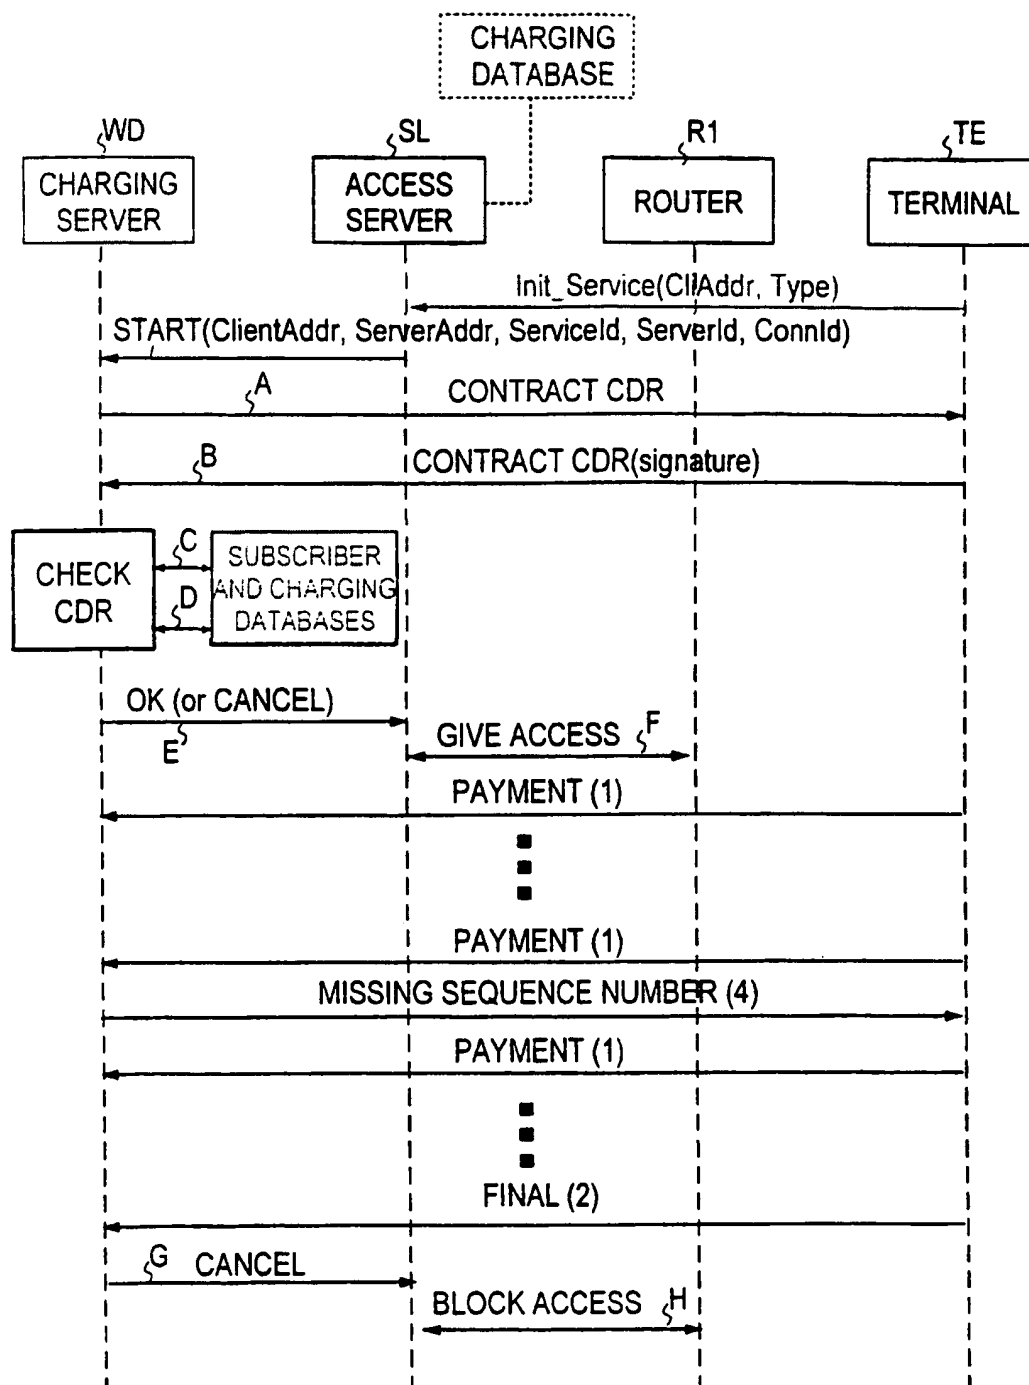 CHARGING
DATABASE
WD
SL
R1
TE
CHARGING
SERVER
ACCESS
SERVER
ROUTER
TERMINAL
Init_Service(CliAddr, Type)
START(ClientAddr, ServerAddr, ServiceId, ServerId, ConnId)
A
CONTRACT CDR
B
CONTRACT CDR(signature)
CHECK
CDR
C
D
SUBSCRIBER
AND CHARGING
DATABASES
OK (or CANCEL)
E
GIVE ACCESS
F
PAYMENT (1)
PAYMENT (1)
MISSING SEQUENCE NUMBER (4)
PAYMENT (1)
FINAL (2)
G
CANCEL
BLOCK ACCESS
H